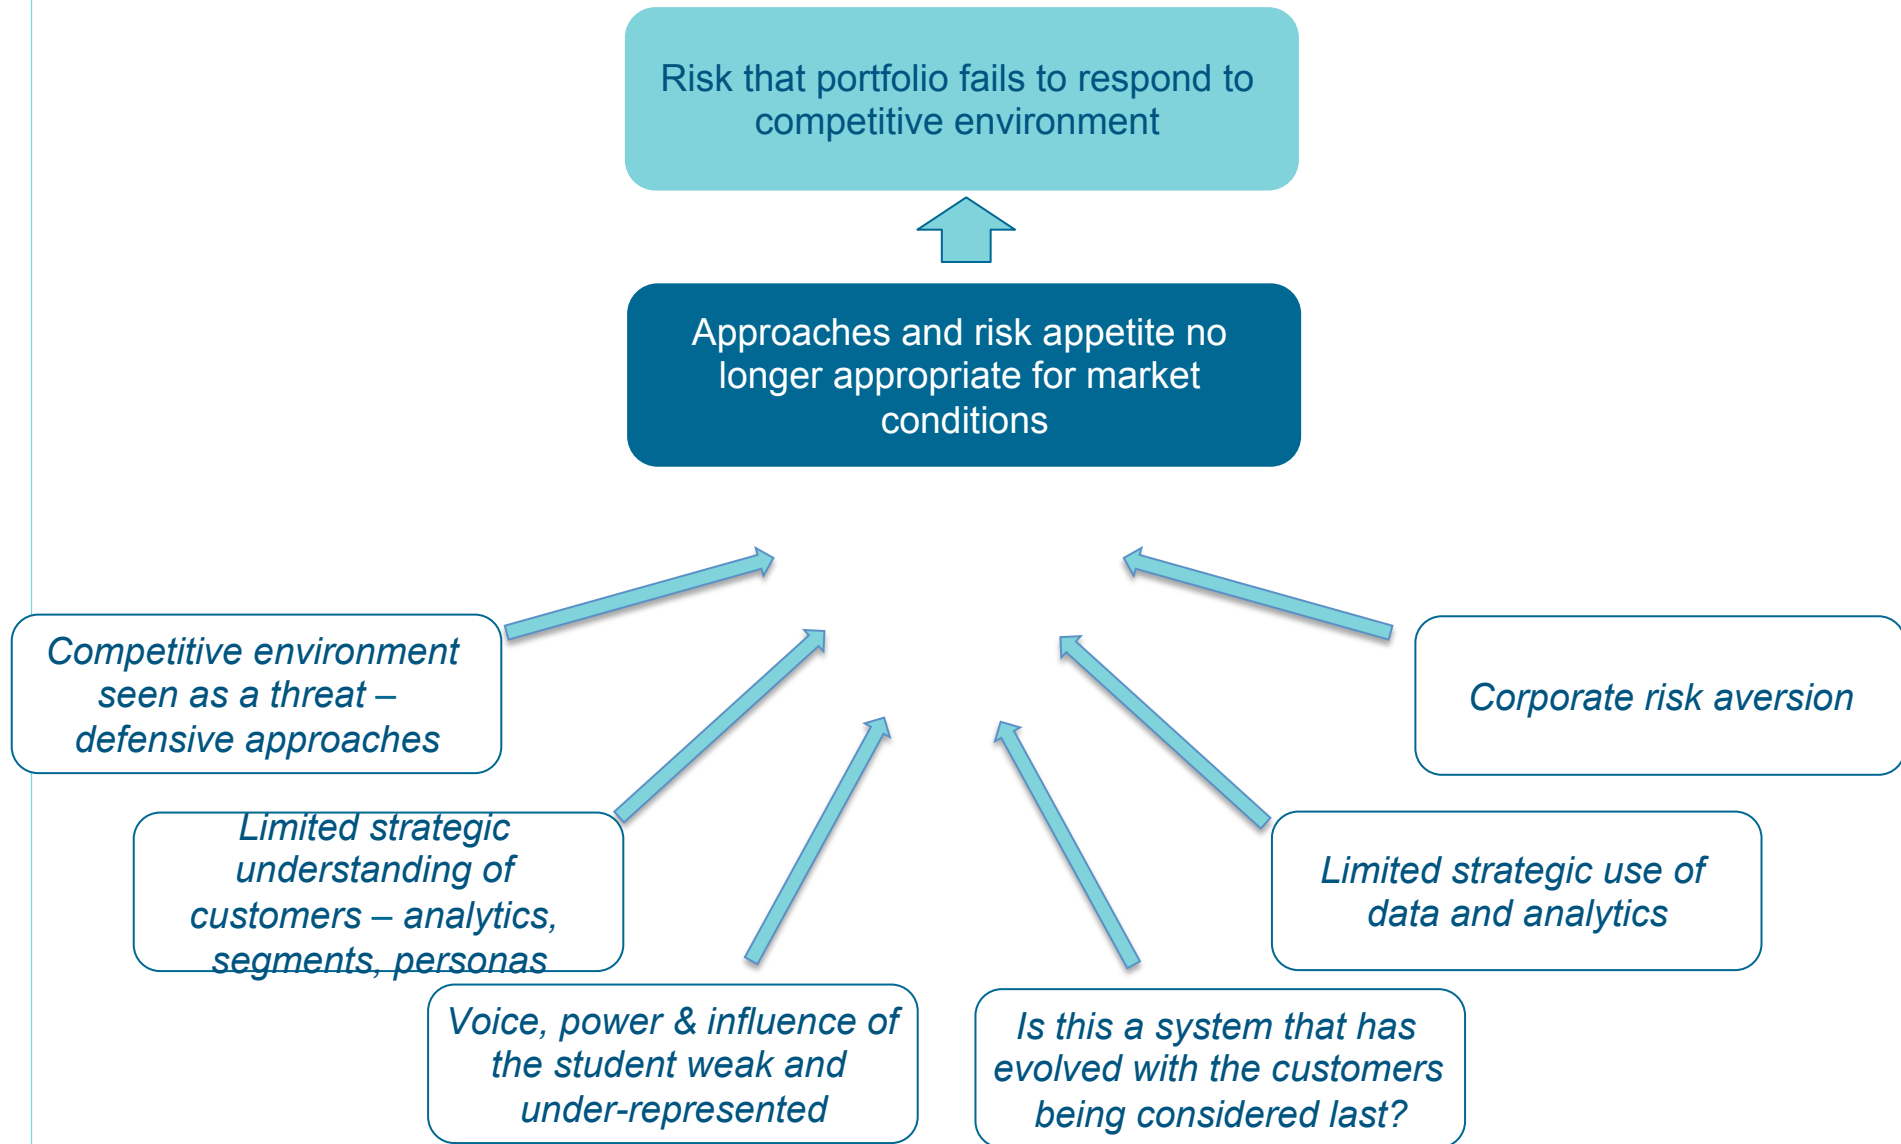 Risk that portfolio fails to respond to
competitive environment
Approaches and risk appetite no
longer appropriate for market
conditions
Competitive environment
seen as a threat –
defensive approaches
Corporate risk aversion
Limited strategic
understanding of
customers – analytics,
segments, personas
Limited strategic use of
data and analytics
Voice, power & influence of
the student weak and
under-represented
Is this a system that has
evolved with the customers
being considered last?